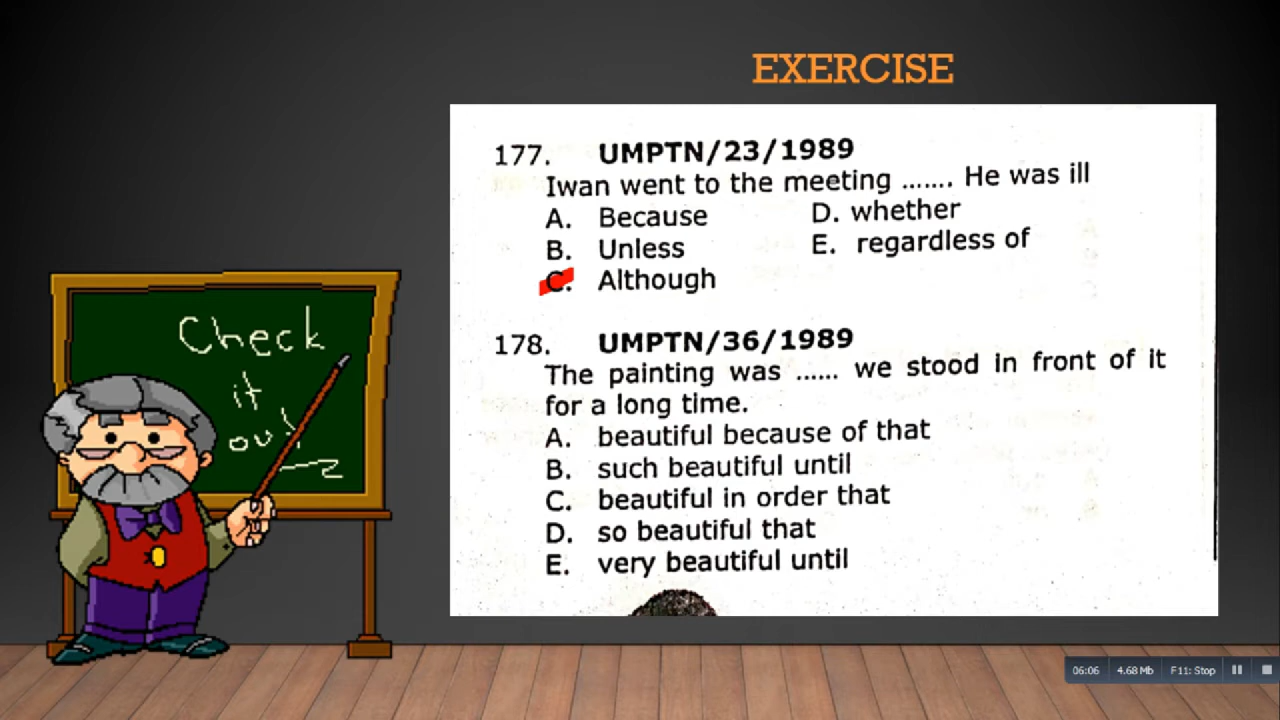 EXERCISE
177. UMPTN/23/1989
Iwan went to the meeting ....... He was ill
A. Because D. whether
B. Unless E. regardless of
C. Although
178. UMPTN/36/1989
The painting was ...... we stood in front of it
for a long time.
A. beautiful because of that
B. such beautiful until
C. beautiful in order that
D. so beautiful that
E. very beautiful until
Check
it
out!
06:06 4.68 Mb F11: Stop